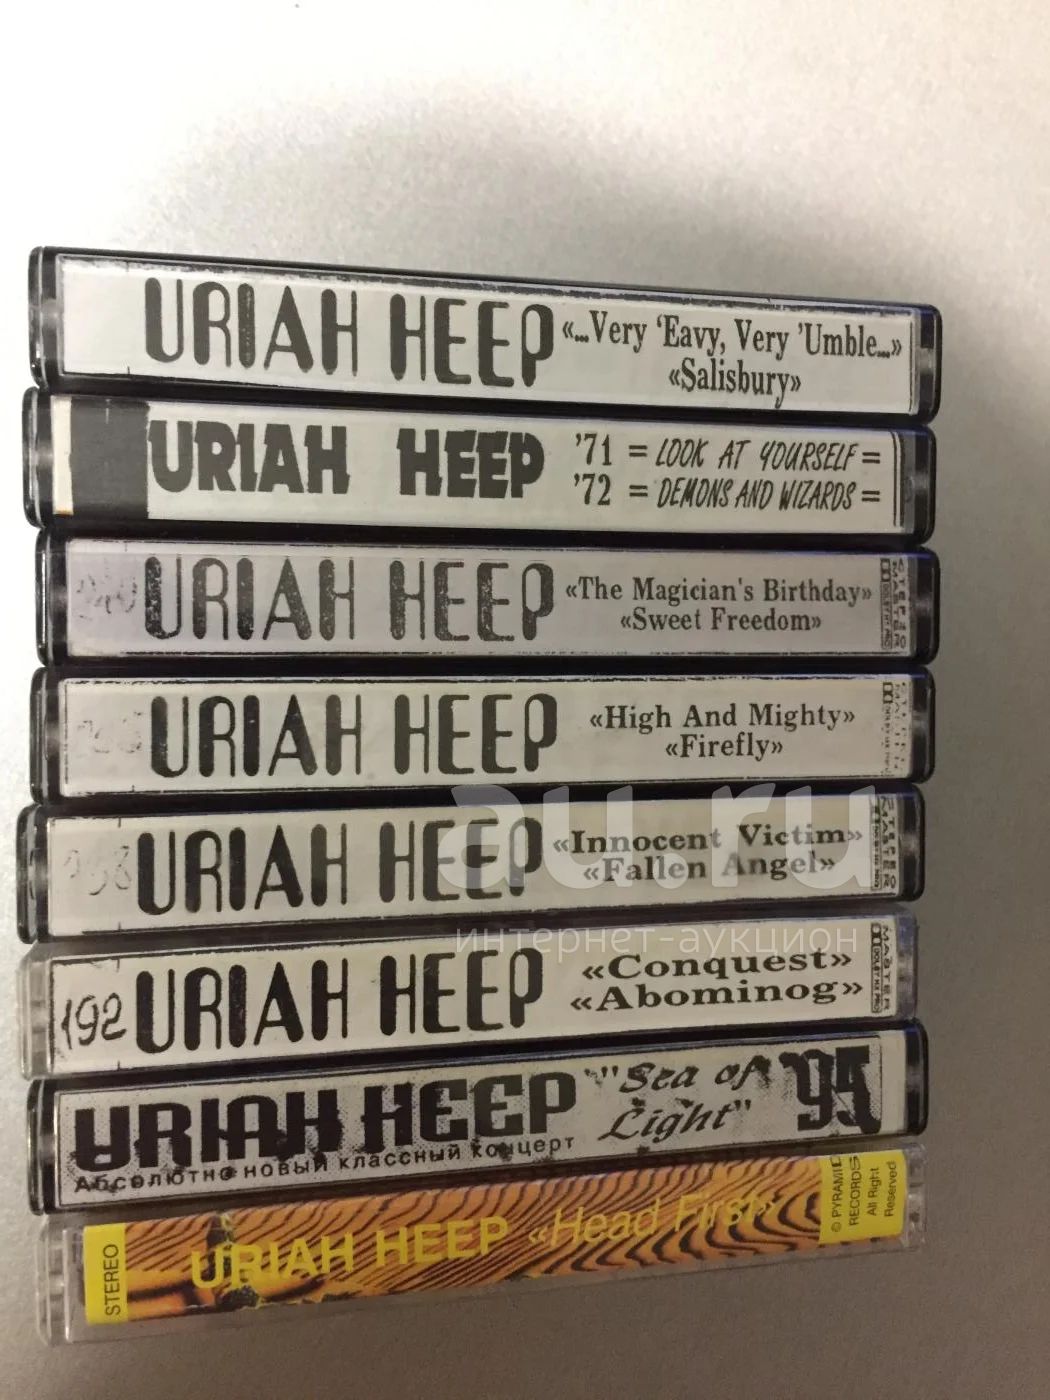 URIAH HEEP «...Very 'Eavy, Very 'Umble...»
«Salisbury»
URIAH HEEP '71 = LOOK AT YOURSELF =
'72 = DEMONS AND WIZARDS =
URIAH HEEP «The Magician's Birthday»
«Sweet Freedom»
URIAH HEEP «High And Mighty»
«Firefly»
URIAH HEEP «Innocent Victim»
«Fallen Angel»
au.ru
интернет-аукцион
192 URIAH HEEP «Conquest»
«Abominog»
MASTER
URIAH HEEP "Sea of Light" 95
Абсолютно новый классный концерт
STEREO
URIAH HEEP «Head First»
© PYRAMID
RECORDS
All Right
Reserved